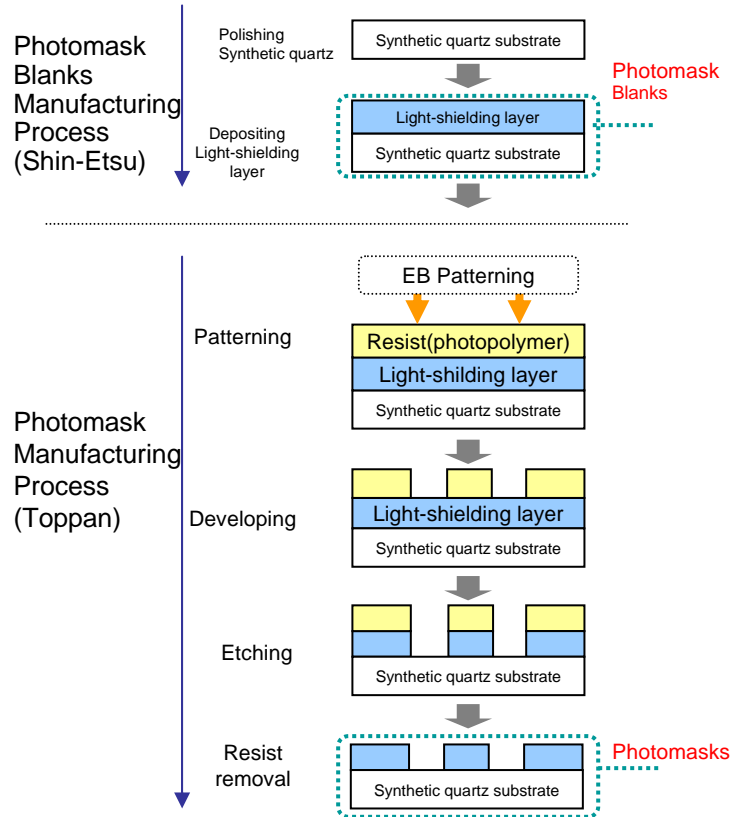 Photomask
Blanks
Manufacturing
Process
(Shin-Etsu)
Polishing
Synthetic quartz
Synthetic quartz substrate
Photomask
Blanks
Depositing
Light-shielding
layer
Light-shielding layer
Synthetic quartz substrate
EB Patterning
Patterning
Resist(photopolymer)
Light-shilding layer
Synthetic quartz substrate
Photomask
Manufacturing
Process
(Toppan)
Developing
Light-shielding layer
Synthetic quartz substrate
Etching
Synthetic quartz substrate
Resist
removal
Synthetic quartz substrate
Photomasks